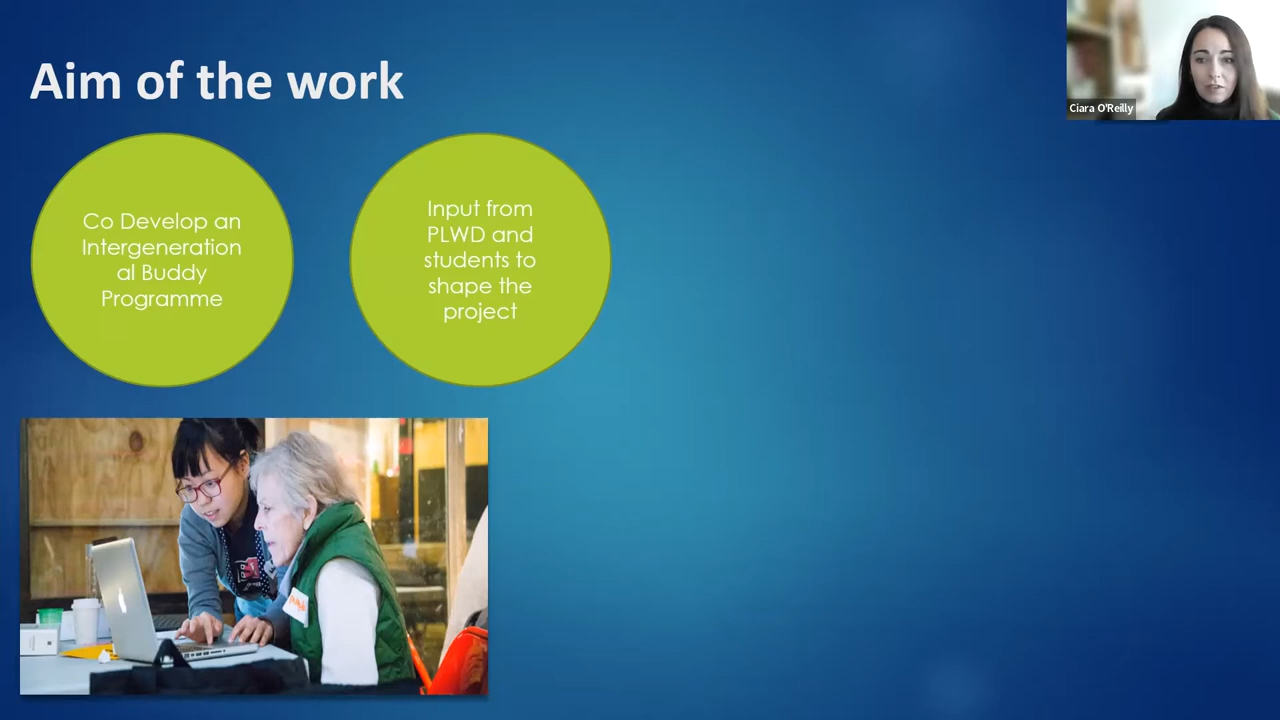 Aim of the work
Ciara O'Reilly
Co Develop an
Intergeneration
al Buddy
Programme
Input from
PLWD and
students to
shape the
project